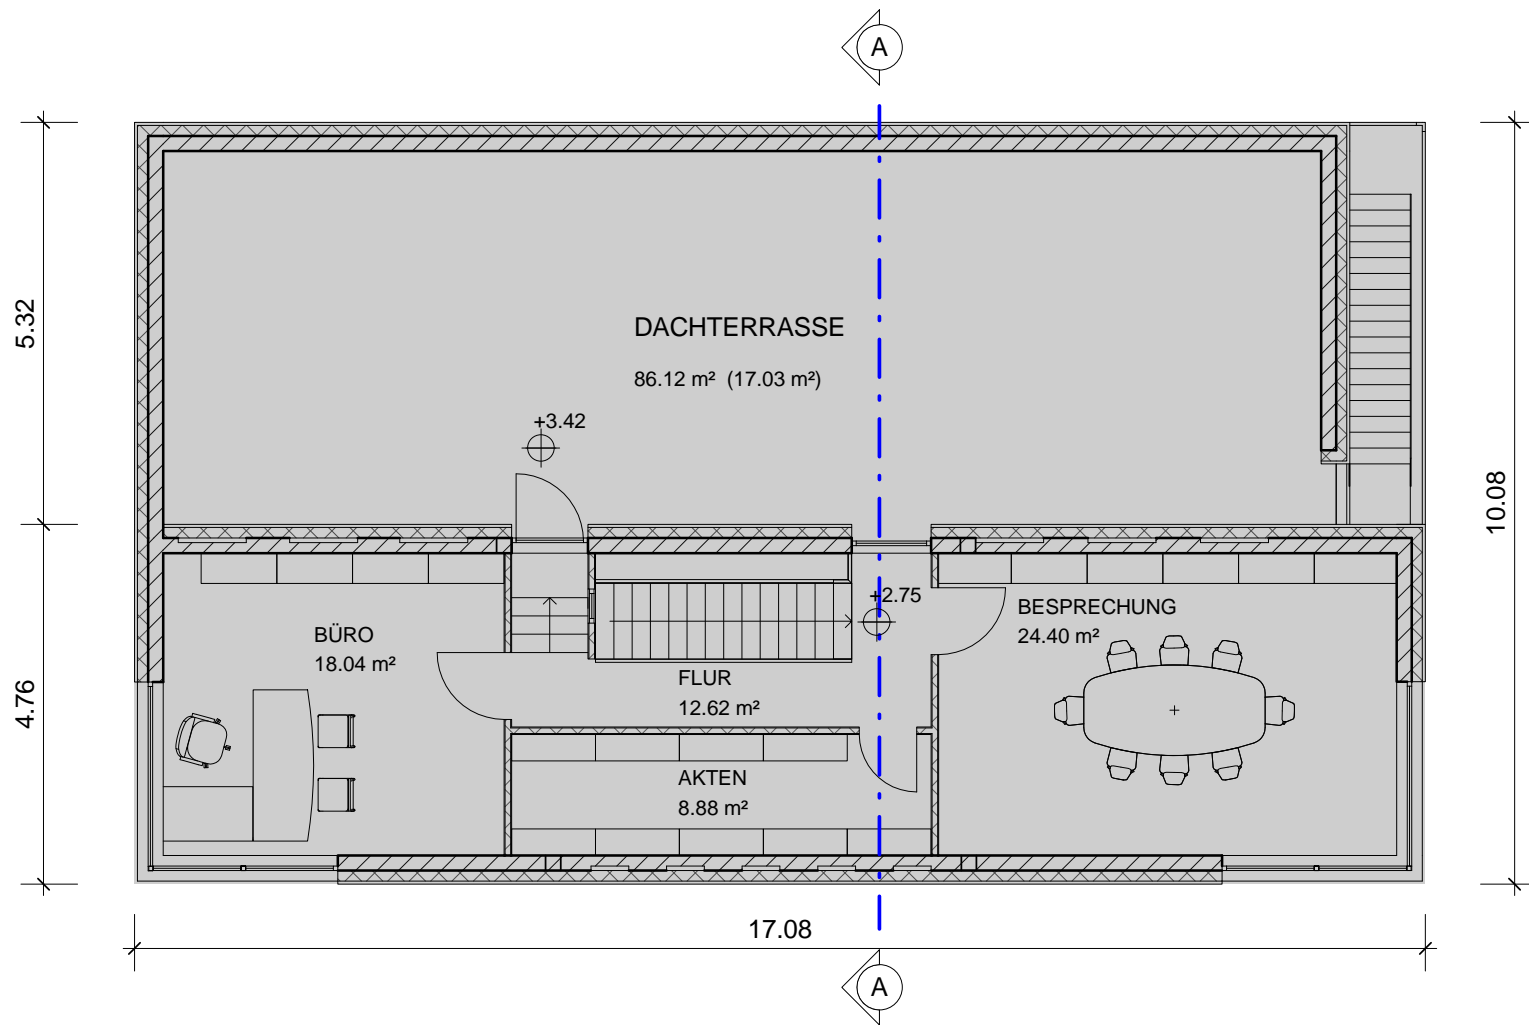 A
5.32
DACHTERRASSE
86.12 m² (17.03 m²)
+3.42
10.08
+2.75
BESPRECHUNG
24.40 m²
BÜRO
18.04 m²
FLUR
12.62 m²
4.76
AKTEN
8.88 m²
17.08
A